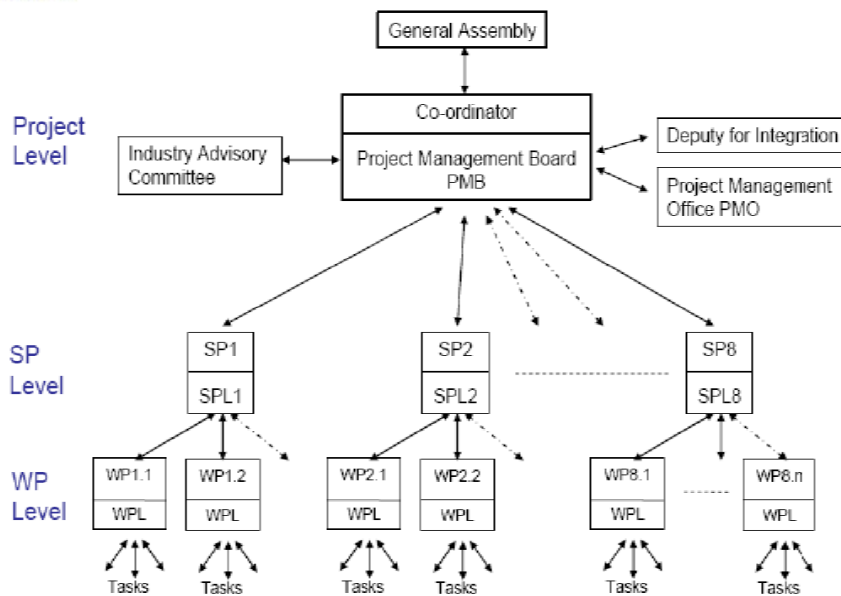 General Assembly
Project
Level
Co-ordinator
Industry Advisory
Committee
Project Management Board
PMB
Deputy for Integration
Project Management
Office PMO
SP
Level
SP1
SP2
SP8
SPL1
SPL2
SPL8
WP
Level
WP1.1
WP1.2
WP2.1
WP2.2
WP8.1
WP8.n
WPL
WPL
WPL
WPL
WPL
WPL
Tasks
Tasks
Tasks
Tasks
Tasks
Tasks